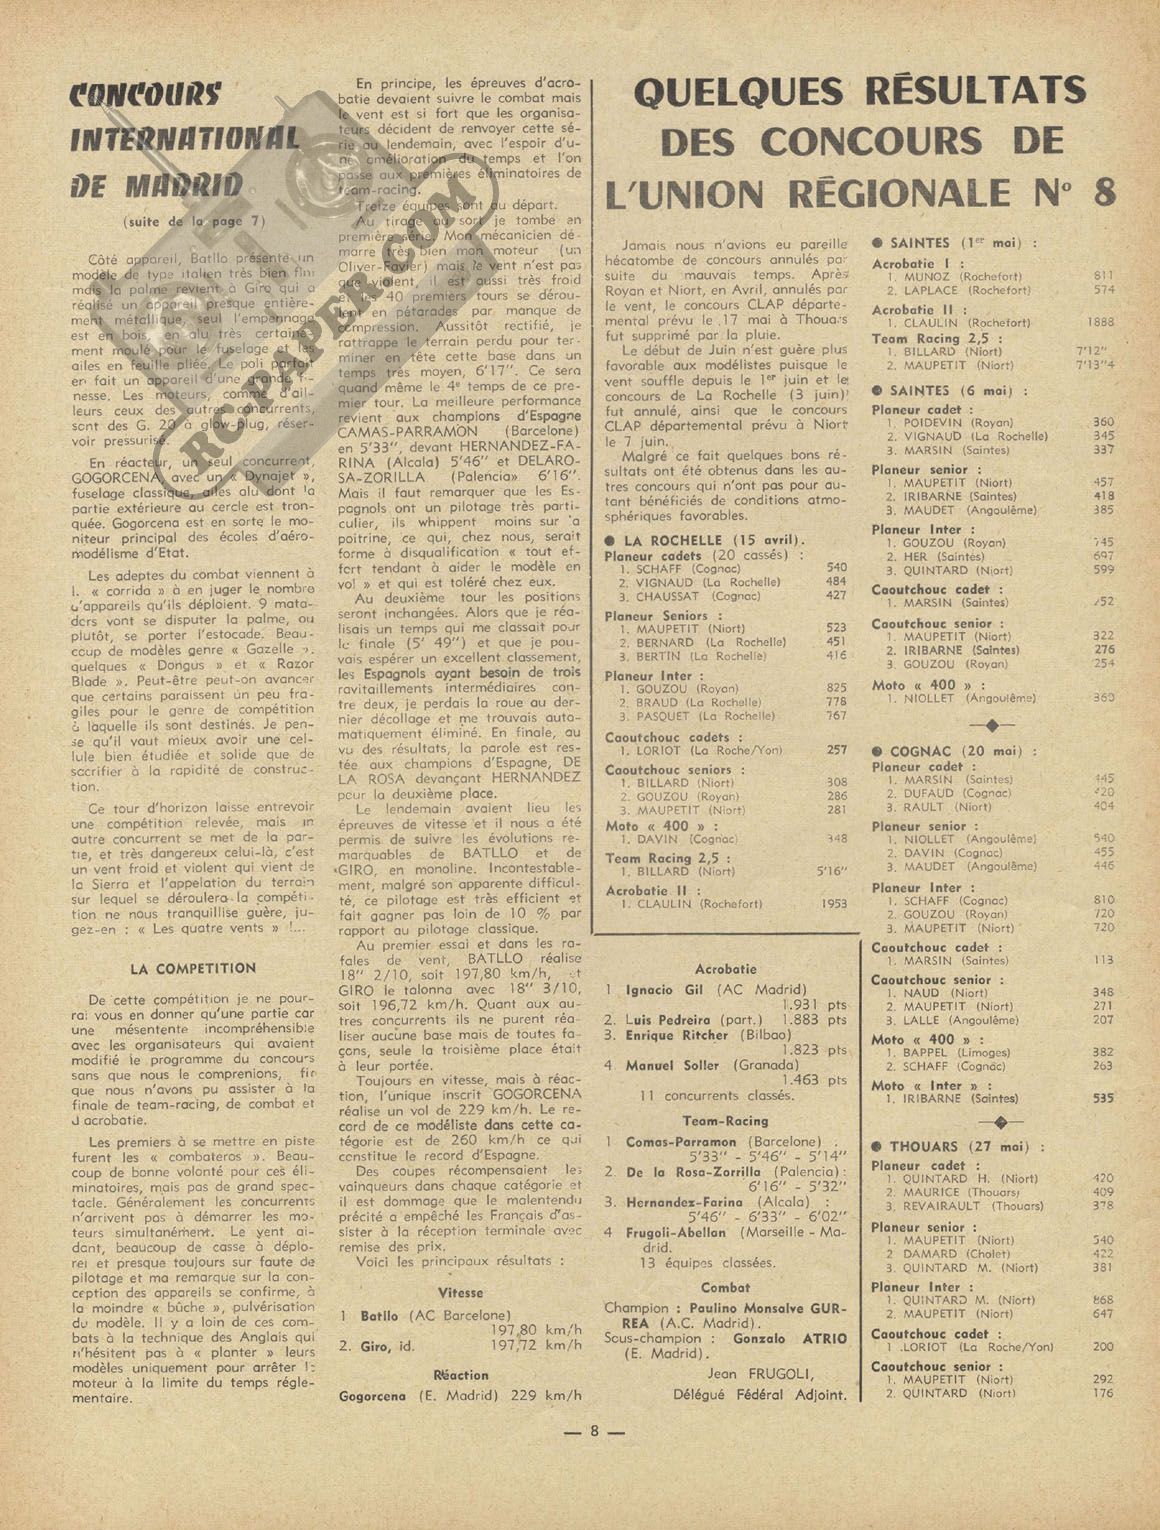 CONCOURS
INTERNATIONAL
DE MADRID
(suite de la page 7)
Côté appareil, Batllo présente un
modèle de type italien très bien fini
mais la palme revient à Giro qui a
réalisé un appareil presque entière-
ment métallique, seul l'empennage
est en bois, en alu très certaine-
ment moulé pour le fuselage et les
ailes en feuille pliée. Le poli parfait
en fait un appareil d'une grande fi-
nesse. Les moteurs, comme d'ail-
leurs ceux des autres concurrents,
sont des G. 20 à glow-plug, réser-
voir pressurisé.
En réacteur, un seul concurrent,
GOGORCENA avec un « Dynajet »,
fuselage classique, ailes alu dont la
partie extérieure au cercle est tron-
quée. Gogorcena est en sorte le mo-
niteur principal des écoles d'aéro-
modélisme d'Etat.
Les adeptes du combat viennent à
la « corrida » à en juger le nombre
d'appareils qu'ils déploient. 9 mata-
dors vont se disputer la palme, ou
plutôt, se porter l'estocade. Beau-
coup de modèles genre « Gazelle »,
quelques « Dongus » et « Razor
Blade ». Peut-être peut-on avancer
que certains paraissent un peu fra-
giles pour le genre de compétition
à laquelle ils sont destinés. Je pen-
se qu'il vaut mieux avoir une cel-
lule bien étudiée et solide que de
sacrifier à la rapidité de construc-
tion.
Ce tour d'horizon laisse entrevoir
une compétition relevée, mais un
autre concurrent se met de la par-
tie, et très dangereux celui-là, c'est
un vent froid et violent qui vient de
la Sierra et l'appelation du terrain
sur lequel se déroulera la compéti-
tion ne nous tranquillise guère, ju-
gez-en : « Les quatre vents » !...
LA COMPETITION
De cette compétition je ne pour-
rai vous en donner qu'une partie car
une mésentente incompréhensible
avec les organisateurs qui avaient
modifié le programme du concours
sans que nous le comprenions, fit
que nous n'avons pu assister à la
finale de team-racing, de combat et
d'acrobatie.
Les premiers à se mettre en piste
furent les « combateros ». Beau-
coup de bonne volonté pour ces éli-
minatoires, mais pas de grand spec-
tacle. Généralement les concurrents
n'arrivent pas à démarrer les mo-
teurs simultanément. Le vent ai-
dant, beaucoup de casse à déplo-
rer et presque toujours sur faute de
pilotage et ma remarque sur la con-
ception des appareils se confirme, à
la moindre « bûche », pulvérisation
du modèle. Il y a loin de ces com-
bats à la technique des Anglais qui
n'hésitent pas à « planter » leurs
modèles uniquement pour arrêter le
moteur à la limite du temps régle-
mentaire.
En principe, les épreuves d'acro-
batie devaient suivre le combat mais
le vent est si fort que les organisa-
teurs décident de renvoyer cette sé-
rie au lendemain, avec l'espoir d'u-
ne amélioration du temps et l'on
passe aux premières éliminatoires de
team-racing.
Treize équipes sont au départ.
Au tirage au sort je tombe en
première série. Mon mécanicien dé-
marre très bien mon moteur (un
Oliver-Favier) mais le vent n'est pas
que violent, il est aussi très froid
et les 40 premiers tours se dérou-
lent en pétarades par manque de
compression. Aussitôt rectifié, je
rattrappe le terrain perdu pour ter-
miner en tête cette base dans un
temps très moyen, 6'17". Ce sera
quand même le 4e temps de ce pre-
mier tour. La meilleure performance
revient aux champions d'Espagne
CAMAS-PARRAMON (Barcelone)
en 5'33", devant HERNANDEZ-FA-
RINA (Alcala) 5'46" et DELARO-
SA-ZORILLA (Palencia» 6'16".
Mais il faut remarquer que les Es-
pagnols ont un pilotage très parti-
culier, ils whippent moins sur la
poitrine, ce qui, chez nous, serait
forme à disqualification « tout ef-
fort tendant à aider le modèle en
vol » et qui est toléré chez eux.
Au deuxième tour les positions
seront inchangées. Alors que je réa-
lisais un temps qui me classait pour
la finale (5' 49") et que je pou-
vais espérer un excellent classement,
les Espagnols ayant besoin de trois
ravitaillements intermédiaires con-
tre deux, je perdais la roue au der-
nier décollage et me trouvais auto-
matiquement éliminé. En finale, au
vu des résultats, la parole est res-
tée aux champions d'Espagne, DE
LA ROSA devançant HERNANDEZ
pour la deuxième place.
Le lendemain avaient lieu les
épreuves de vitesse et il nous a été
permis de suivre les évolutions re-
marquables de BATLLO et de
GIRO, en monoline. Incontestable-
ment, malgré son apparente difficul-
té, ce pilotage est très efficient et
fait gagner pas loin de 10 % par
rapport au pilotage classique.
Au premier essai et dans les ra-
fales de vent, BATLLO réalise
18" 2/10, soit 197,80 km/h, et
GIRO le talonna avec 18" 3/10,
soit 196,72 km/h. Quant aux au-
tres concurrents ils ne purent réa-
liser aucune base mais de toutes fa-
çons, seule la troisième place était
à leur portée.
Toujours en vitesse, mais à réac-
tion, l'unique inscrit GOGORCENA
réalise un vol de 229 km/h. Le re-
cord de ce modéliste dans cette ca-
tégorie est de 260 km/h ce qui
constitue le record d'Espagne.
Des coupes récompensaient les
vainqueurs dans chaque catégorie et
il est dommage que le malentendu
précité a empêché les Français d'as-
sister à la réception terminale avec
remise des prix.
Voici les principaux résultats :
Vitesse
1 Batllo (AC Barcelone)
197,80 km/h
2. Giro, id. 197,72 km/h
Réaction
Gogorcena (E. Madrid) 229 km/h
QUELQUES RÉSULTATS
DES CONCOURS DE
L'UNION RÉGIONALE N° 8
Jamais nous n'avions eu pareille
hécatombe de concours annulés par
suite du mauvais temps. Après
Royan et Niort, en Avril, annulés par
le vent, le concours CLAP départe-
mental prévu le 17 mai à Thouars
fut supprimé par la pluie.
Le début de Juin n'est guère plus
favorable aux modélistes puisque le
vent souffle depuis le 1er juin et le
concours de La Rochelle (3 juin)
fut annulé, ainsi que le concours
CLAP départemental prévu à Niort
le 7 juin.
Malgré ce fait quelques bons ré-
sultats ont été obtenus dans les au-
tres concours qui n'ont pas pour au-
tant bénéficiés de conditions atmo-
sphériques favorables.
● LA ROCHELLE (15 avril).
Planeur cadets (20 cassés) :
1. SCHAFF (Cognac) 540
2. VIGNAUD (La Rochelle) 484
3. CHAUSSAT (Cognac) 427
Planeur Seniors :
1. MAUPETIT (Niort) 523
2. BERNARD (La Rochelle) 451
3. BERTIN (La Rochelle) 416
Planeur Inter :
1. GOUZOU (Royan) 825
2. BRAUD (La Rochelle) 778
3. PASQUET (La Rochelle) 767
Caoutchouc cadets :
1. LORIOT (La Roche/Yon) 257
Caoutchouc seniors :
1. BILLARD (Niort) 308
2. GOUZOU (Royan) 286
3. MAUPETIT (Niort) 281
Moto « 400 » :
1. DAVIN (Cognac) 348
Team Racing 2,5 :
1. BILLARD (Niort) 5'16"
Acrobatie II :
1. CLAULIN (Rochefort) 1953
Acrobatie
1 Ignacio Gil (AC Madrid)
1.931 pts
2. Luis Pedreira (part.) 1.883 pts
3. Enrique Ritcher (Bilbao)
1.823 pts
4 Manuel Soller (Granada)
1.463 pts
11 concurrents classés.
Team-Racing
1 Comas-Parramon (Barcelone) :
5'33" - 5'46" - 5'14"
2. De la Rosa-Zorrilla (Palencia) :
6'16" - 5'32"
3. Hernandez-Farina (Alcala) :
5'46" - 6'33" - 6'02"
4 Frugoli-Abellan (Marseille - Ma-
drid.
13 équipes classées.
Combat
Champion : Paulino Monsalve GUR-
REA (A.C. Madrid).
Sous-champion : Gonzalo ATRIO
(E. Madrid).
Jean FRUGOLI,
Délégué Fédéral Adjoint.
● SAINTES (1er mai) :
Acrobatie I :
1. MUNOZ (Rochefort) 811
2. LAPLACE (Rochefort) 574
Acrobatie II :
1. CLAULIN (Rochefort) 1888
Team Racing 2,5 :
1. BILLARD (Niort) 7'12"
2. MAUPETIT (Niort) 7'13"4
● SAINTES (6 mai) :
Planeur cadet :
1. POIDEVIN (Royan) 360
2. VIGNAUD (La Rochelle) 345
3. MARSIN (Saintes) 337
Planeur senior :
1. MAUPETIT (Niort) 457
2. IRIBARNE (Saintes) 418
3. MAUDET (Angoulême) 385
Planeur Inter :
1. GOUZOU (Royan) 745
2. HER (Saintes) 697
3. QUINTARD (Niort) 599
Caoutchouc cadet :
1. MARSIN (Saintes)
Caoutchouc senior :
1. MAUPETIT (Niort) 322
2. IRIBARNE (Saintes) 276
3. GOUZOU (Royan) 254
Moto « 400 » :
1. NIOLLET (Angoulême) 360
● COGNAC (20 mai) :
Planeur cadet :
1. MARSIN (Saintes) 445
2. DUFAUD (Cognac) 420
3. RAULT (Niort) 404
Planeur senior :
1. NIOLLET (Angoulême) 540
2. DAVIN (Cognac) 455
3. MAUDET (Angoulême) 446
Planeur Inter :
1. SCHAFF (Cognac) 810
2. GOUZOU (Royan) 720
3. MAUPETIT (Niort) 720
Caoutchouc cadet :
1. MARSIN (Saintes) 113
Caoutchouc senior :
1. NAUD (Niort) 348
2. MAUPETIT (Niort) 271
3. LALLE (Angoulême) 207
Moto « 400 » :
1. BAPPEL (Limoges) 382
2. SCHAFF (Cognac) 263
Moto « Inter » :
1. IRIBARNE (Saintes) 535
● THOUARS (27 mai) :
Planeur cadet :
1. QUINTARD H. (Niort) 420
2. MAURICE (Thouars) 409
3. REVAIRAULT (Thouars) 378
Planeur senior :
1. MAUPETIT (Niort) 540
2 DAMARD (Cholet) 422
3. QUINTARD M. (Niort) 381
Planeur Inter :
1. QUINTARD M. (Niort) 868
2. MAUPETIT (Niort) 647
Caoutchouc cadet :
1 .LORIOT (La Roche/Yon) 200
Caoutchouc senior :
1. MAUPETIT (Niort) 292
2. QUINTARD (Niort) 176
— 8 —
RC-PAPER.COM